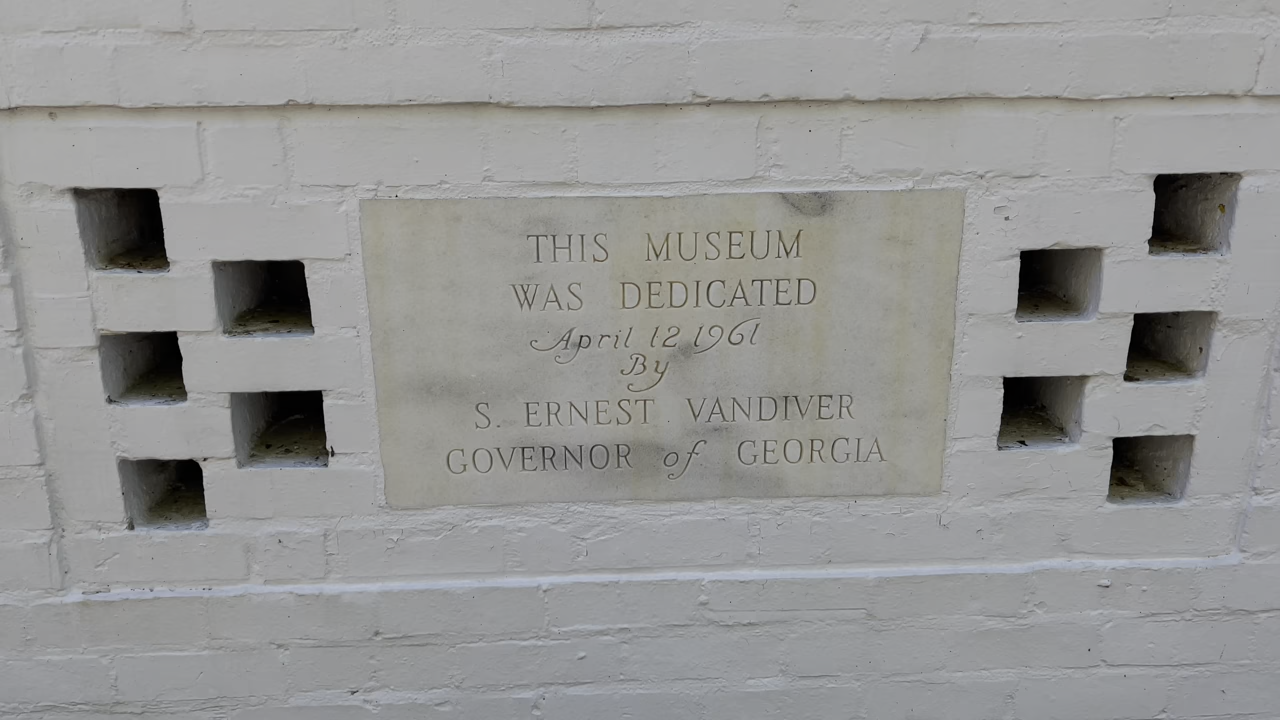 THIS MUSEUM
WAS DEDICATED
April 12 1961
By
S. ERNEST VANDIVER
GOVERNOR of GEORGIA